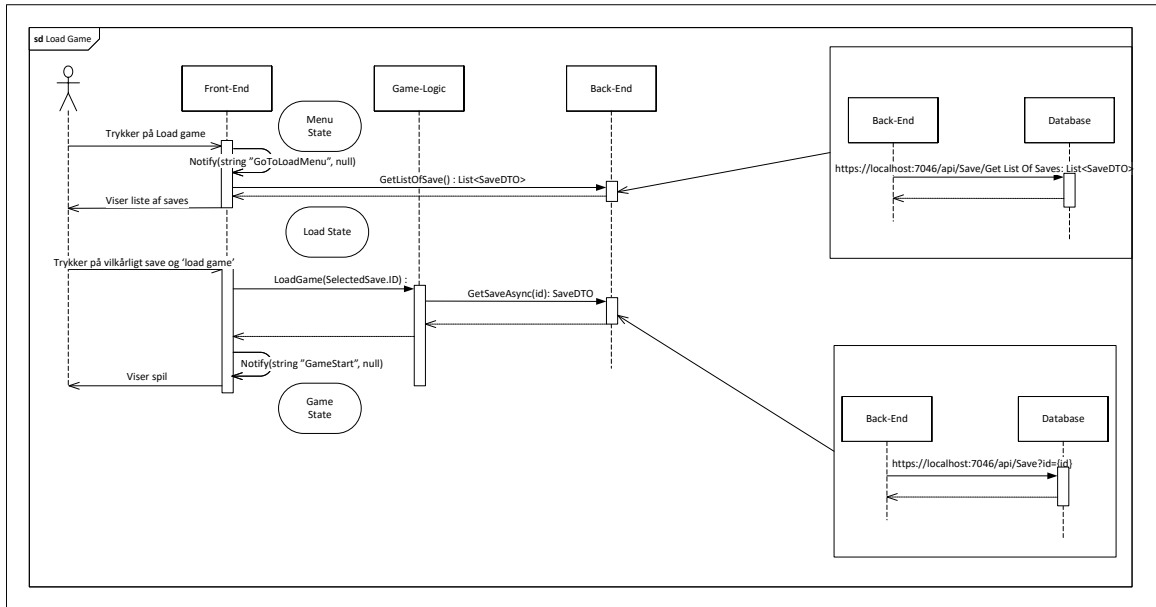 sd Load Game
Front-End
Game-Logic
Back-End
Menu
State
Trykker på Load game
Notify(string ”GoToLoadMenu”, null)
GetListOfSave() : List<SaveDTO>
Viser liste af saves
Load State
Trykker på vilkårligt save og ‘load game’
LoadGame(SelectedSave.ID) :
GetSaveAsync(id): SaveDTO
Notify(string ”GameStart”, null)
Viser spil
Game
State
Back-End
Database
https://localhost:7046/api/Save/Get List Of Saves: List<SaveDTO>
Back-End
Database
https://localhost:7046/api/Save?id={id}